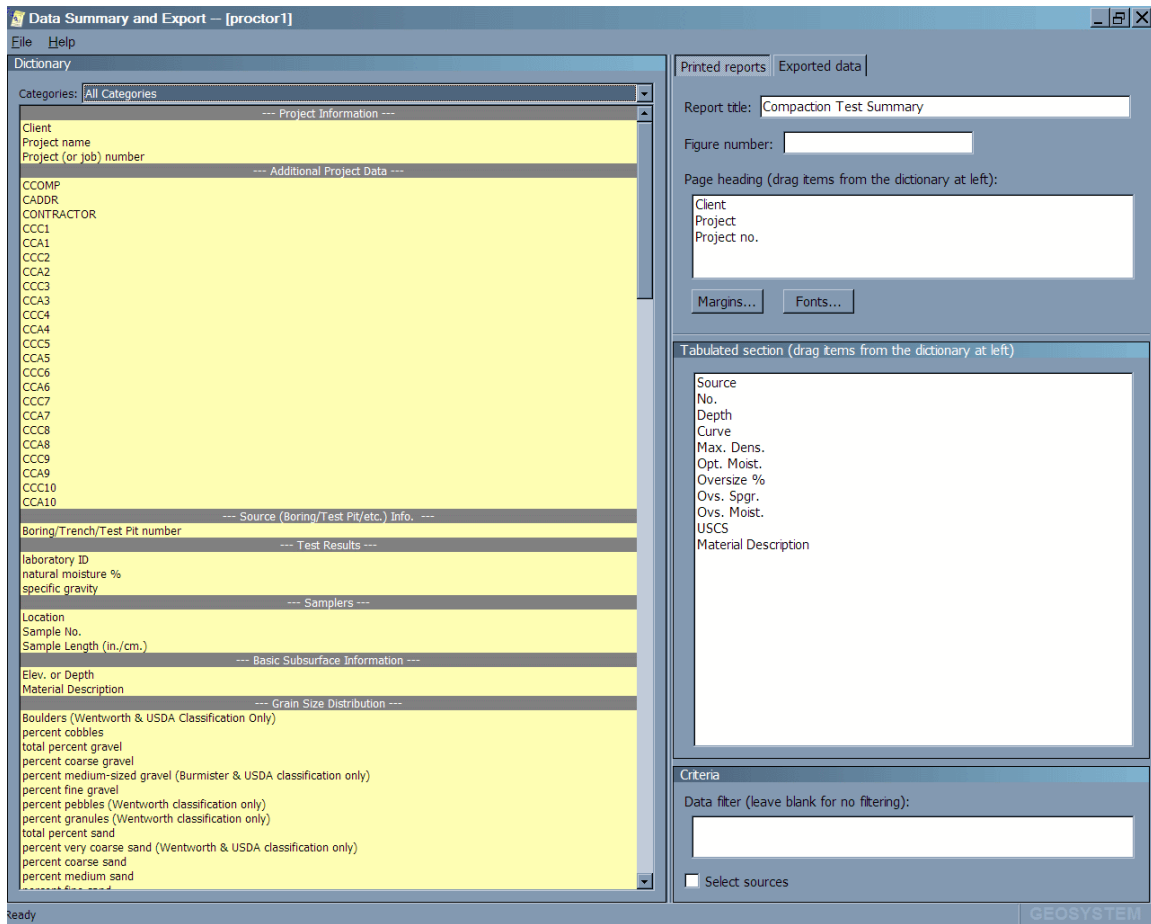 Data Summary and Export -- [proctor1]
File Help
Dictionary
Categories: All Categories
--- Project Information ---
Client
Project name
Project (or job) number
--- Additional Project Data ---
CCOMP
CADDR
CONTRACTOR
CCC1
CCA1
CCC2
CCA2
CCC3
CCA3
CCC4
CCA4
CCC5
CCA5
CCC6
CCA6
CCC7
CCA7
CCC8
CCA8
CCC9
CCA9
CCC10
CCA10
--- Source (Boring/Test Pit/etc.) Info. ---
Boring/Trench/Test Pit number
--- Test Results ---
laboratory ID
natural moisture %
specific gravity
--- Samplers ---
Location
Sample No.
Sample Length (in./cm.)
--- Basic Subsurface Information ---
Elev. or Depth
Material Description
--- Grain Size Distribution ---
Boulders (Wentworth & USDA Classification Only)
percent cobbles
total percent gravel
percent coarse gravel
percent medium-sized gravel (Burmister & USDA classification only)
percent fine gravel
percent pebbles (Wentworth classification only)
percent granules (Wentworth classification only)
total percent sand
percent very coarse sand (Wentworth & USDA classification only)
percent coarse sand
percent medium sand
percent fine sand
Printed reports Exported data
Report title: Compaction Test Summary
Figure number:
Page heading (drag items from the dictionary at left):
Client
Project
Project no.
Margins... Fonts...
Tabulated section (drag items from the dictionary at left)
Source
No.
Depth
Curve
Max. Dens.
Opt. Moist.
Oversize %
Ovs. Spgr.
Ovs. Moist.
USCS
Material Description
Criteria
Data filter (leave blank for no filtering):
Select sources
Ready
GEOSYSTEM